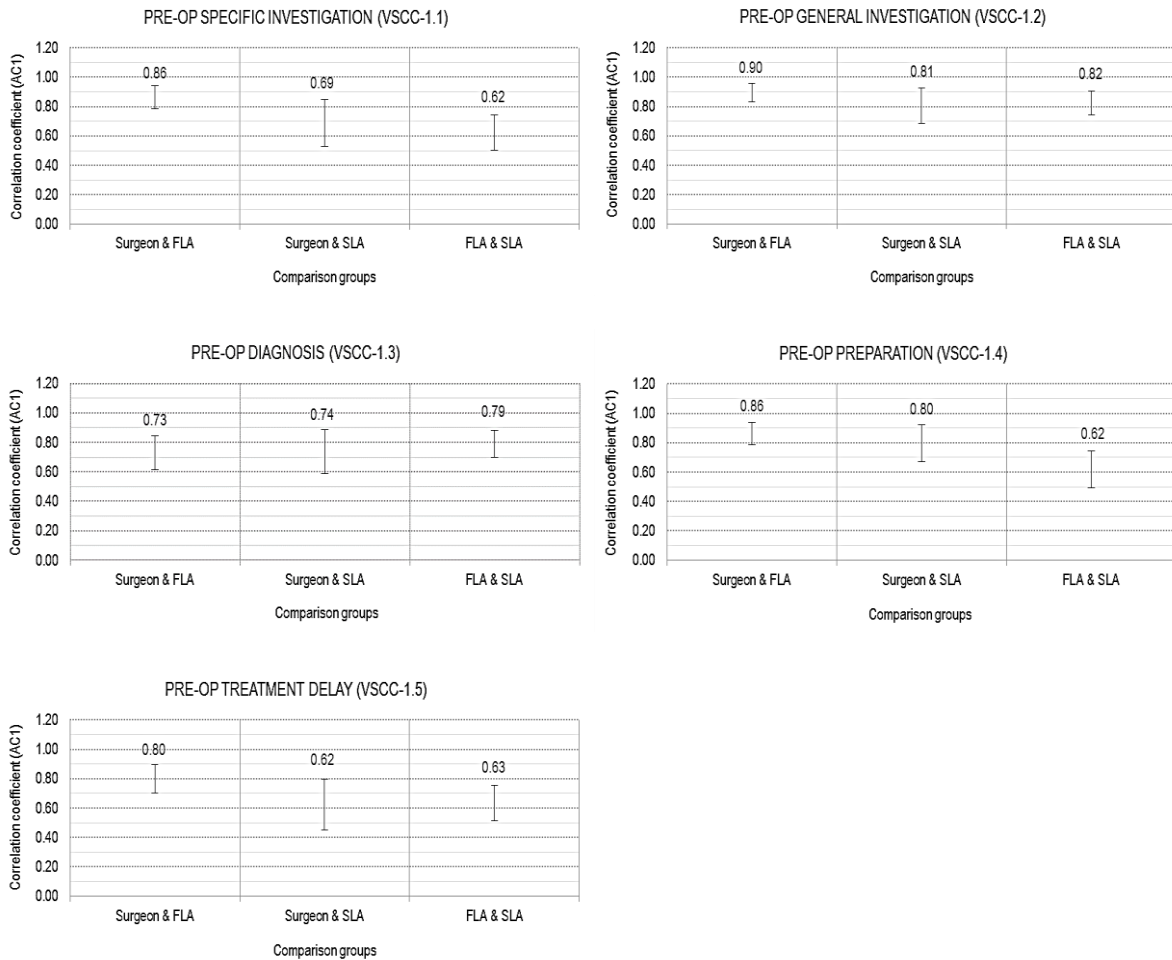 PRE-OP SPECIFIC INVESTIGATION (VSCC-1.1)
Correlation coefficient (AC1)
1.20
1.00
0.80
0.60
0.40
0.20
0.00
0.86
0.69
0.62
Surgeon & FLA
Surgeon & SLA
FLA & SLA
Comparison groups
PRE-OP GENERAL INVESTIGATION (VSCC-1.2)
Correlation coefficient (AC1)
1.20
1.00
0.80
0.60
0.40
0.20
0.00
0.90
0.81
0.82
Surgeon & FLA
Surgeon & SLA
FLA & SLA
Comparison groups
PRE-OP DIAGNOSIS (VSCC-1.3)
Correlation coefficient (AC1)
1.20
1.00
0.80
0.60
0.40
0.20
0.00
0.73
0.74
0.79
Surgeon & FLA
Surgeon & SLA
FLA & SLA
Comparison groups
PRE-OP PREPARATION (VSCC-1.4)
Correlation coefficient (AC1)
1.20
1.00
0.80
0.60
0.40
0.20
0.00
0.86
0.80
0.62
Surgeon & FLA
Surgeon & SLA
FLA & SLA
Comparison groups
PRE-OP TREATMENT DELAY (VSCC-1.5)
Correlation coefficient (AC1)
1.20
1.00
0.80
0.60
0.40
0.20
0.00
0.80
0.62
0.63
Surgeon & FLA
Surgeon & SLA
FLA & SLA
Comparison groups